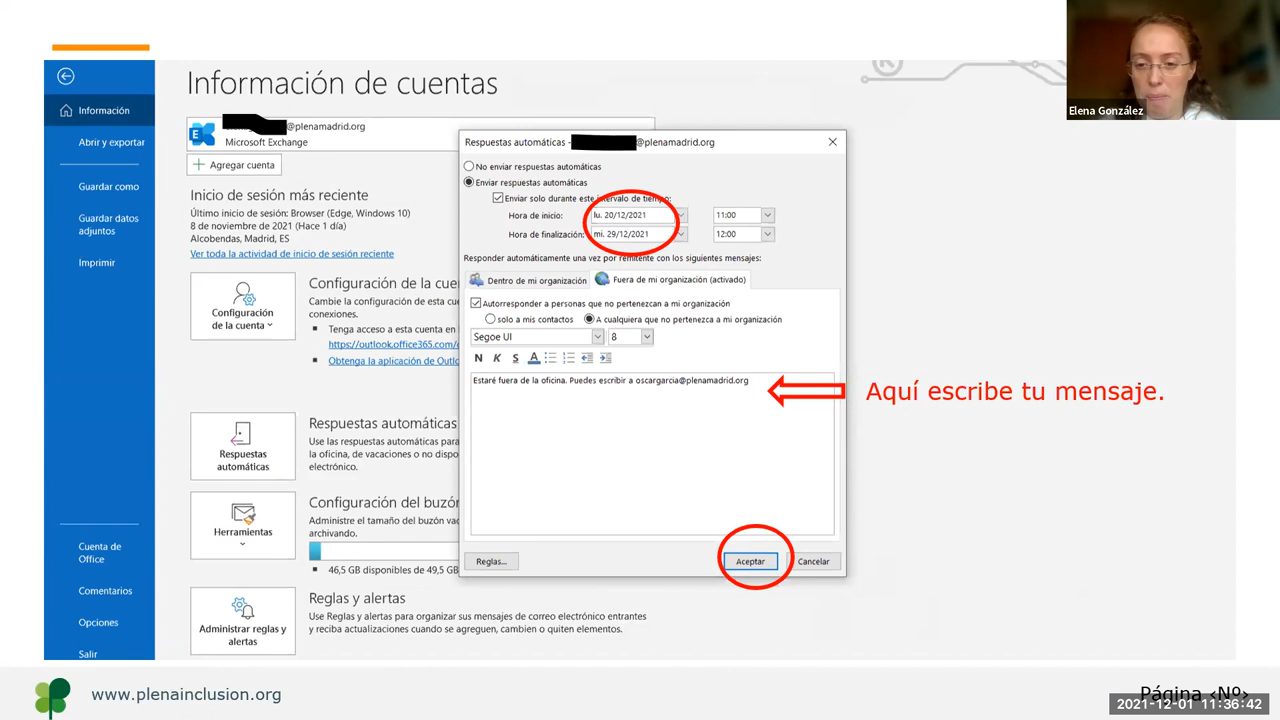 Información de cuentas
Información
Abrir y exportar
Guardar como
Guardar datos
adjuntos
Imprimir
Cuenta de
Office
Comentarios
Opciones
Salir
@plenamadrid.org
Microsoft Exchange
Agregar cuenta
Inicio de sesión más reciente
Último inicio de sesión: Browser (Edge, Windows 10)
8 de noviembre de 2021 (Hace 1 día)
Alcobendas, Madrid, ES
Ver toda la actividad de inicio de sesión reciente
Configuración
de la cuenta
Configuración de la cue
Cambie la configuración de esta cue
conexiones.
Tenga acceso a esta cuenta en
https://outlook.office365.com/
Obtenga la aplicación de Outlo
Respuestas
automáticas
Respuestas automáticas
Use las respuestas automáticas para
la oficina, de vacaciones o no dispo
electrónico.
Herramientas
Configuración del buzón
Administre el tamaño del buzón vac
archivando.
46,5 GB disponibles de 49,5 GB
Administrar reglas y
alertas
Reglas y alertas
Use Reglas y alertas para organizar sus mensajes de correo electrónico entrantes
y reciba actualizaciones cuando se agreguen, cambien o quiten elementos.
Respuestas automáticas - @plenamadrid.org
No enviar respuestas automáticas
Enviar respuestas automáticas
Enviar solo durante este intervalo de tiempo:
Hora de inicio: lu. 20/12/2021 11:00
Hora de finalización: mi. 29/12/2021 12:00
Responder automáticamente una vez por remitente con los siguientes mensajes:
Dentro de mi organización
Fuera de mi organización (activado)
Autorresponder a personas que no pertenezcan a mi organización
solo a mis contactos
A cualquiera que no pertenezca a mi organización
Segoe UI 8
N K S A
Estaré fuera de la oficina. Puedes escribir a oscargarcia@plenamadrid.org
Reglas...
Aceptar
Cancelar
Aquí escribe tu mensaje.
Elena González
www.plenainclusion.org
Página ‹Nº›
2021-12-01 11:36:42